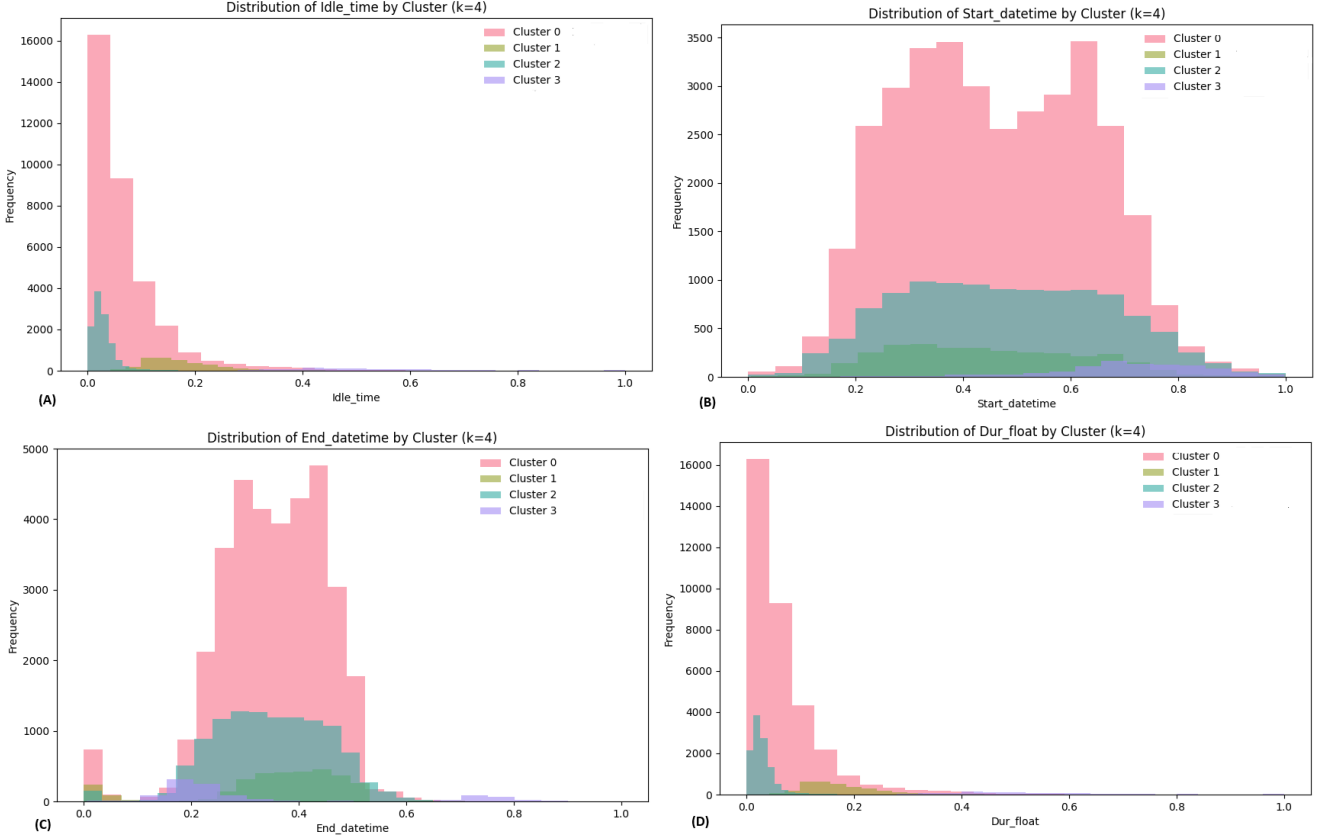 Distribution of Idle_time by Cluster (k=4)
Cluster 0
Cluster 1
Cluster 2
Cluster 3
16000
14000
12000
10000
8000
6000
4000
2000
0
Frequency
0.0 0.2 0.4 0.6 0.8 1.0
Idle_time
(A)
Distribution of Start_datetime by Cluster (k=4)
Cluster 0
Cluster 1
Cluster 2
Cluster 3
3500
3000
2500
2000
1500
1000
500
0
Frequency
0.0 0.2 0.4 0.6 0.8 1.0
Start_datetime
(B)
Distribution of End_datetime by Cluster (k=4)
Cluster 0
Cluster 1
Cluster 2
Cluster 3
5000
4000
3000
2000
1000
0
Frequency
0.0 0.2 0.4 0.6 0.8 1.0
End_datetime
(C)
Distribution of Dur_float by Cluster (k=4)
Cluster 0
Cluster 1
Cluster 2
Cluster 3
16000
14000
12000
10000
8000
6000
4000
2000
0
Frequency
0.0 0.2 0.4 0.6 0.8 1.0
Dur_float
(D)